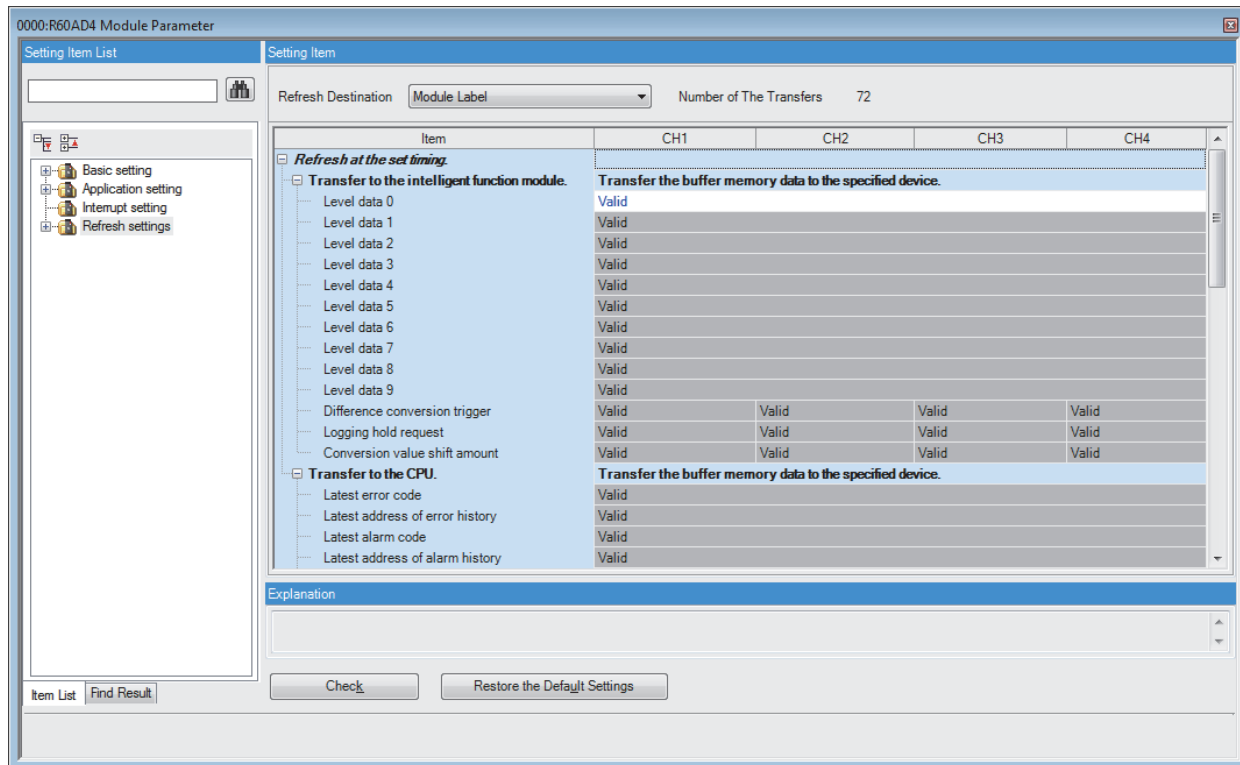 0000:R60AD4 Module Parameter
Setting Item List
Setting Item
Refresh Destination Module Label Number of The Transfers 72
Item CH1 CH2 CH3 CH4
Refresh at the set timing.
Transfer to the intelligent function module. Transfer the buffer memory data to the specified device.
Level data 0 Valid
Level data 1 Valid
Level data 2 Valid
Level data 3 Valid
Level data 4 Valid
Level data 5 Valid
Level data 6 Valid
Level data 7 Valid
Level data 8 Valid
Level data 9 Valid
Difference conversion trigger Valid Valid Valid Valid
Logging hold request Valid Valid Valid Valid
Conversion value shift amount Valid Valid Valid Valid
Transfer to the CPU. Transfer the buffer memory data to the specified device.
Latest error code Valid
Latest address of error history Valid
Latest alarm code Valid
Latest address of alarm history Valid
Basic setting
Application setting
Interrupt setting
Refresh settings
Explanation
Item List Find Result
Check Restore the Default Settings